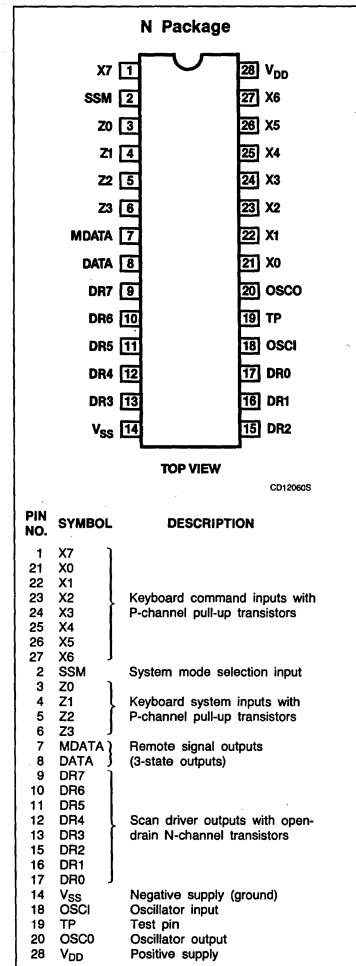 N Package
X7 1 28 VDD
SSM 2 27 X6
Z0 3 26 X5
Z1 4 25 X4
Z2 5 24 X3
Z3 6 23 X2
MDATA 7 22 X1
DATA 8 21 X0
DR7 9 20 OSCO
DR6 10 19 TP
DR5 11 18 OSCI
DR4 12 17 DR0
DR3 13 16 DR1
VSS 14 15 DR2
TOP VIEW
CD12060S
PIN NO. SYMBOL DESCRIPTION
1 X7
21 X0
22 X1
23 X2 Keyboard command inputs with
24 X3 P-channel pull-up transistors
25 X4
26 X5
27 X6
2 SSM System mode selection input
3 Z0
4 Z1 Keyboard system inputs with
5 Z2 P-channel pull-up transistors
6 Z3
7 MDATA Remote signal outputs
8 DATA (3-state outputs)
9 DR7
10 DR6
11 DR5
12 DR4 Scan driver outputs with open-
13 DR3 drain N-channel transistors
15 DR2
16 DR1
17 DR0
14 VSS Negative supply (ground)
18 OSCI Oscillator input
19 TP Test pin
20 OSC0 Oscillator output
28 VDD Positive supply